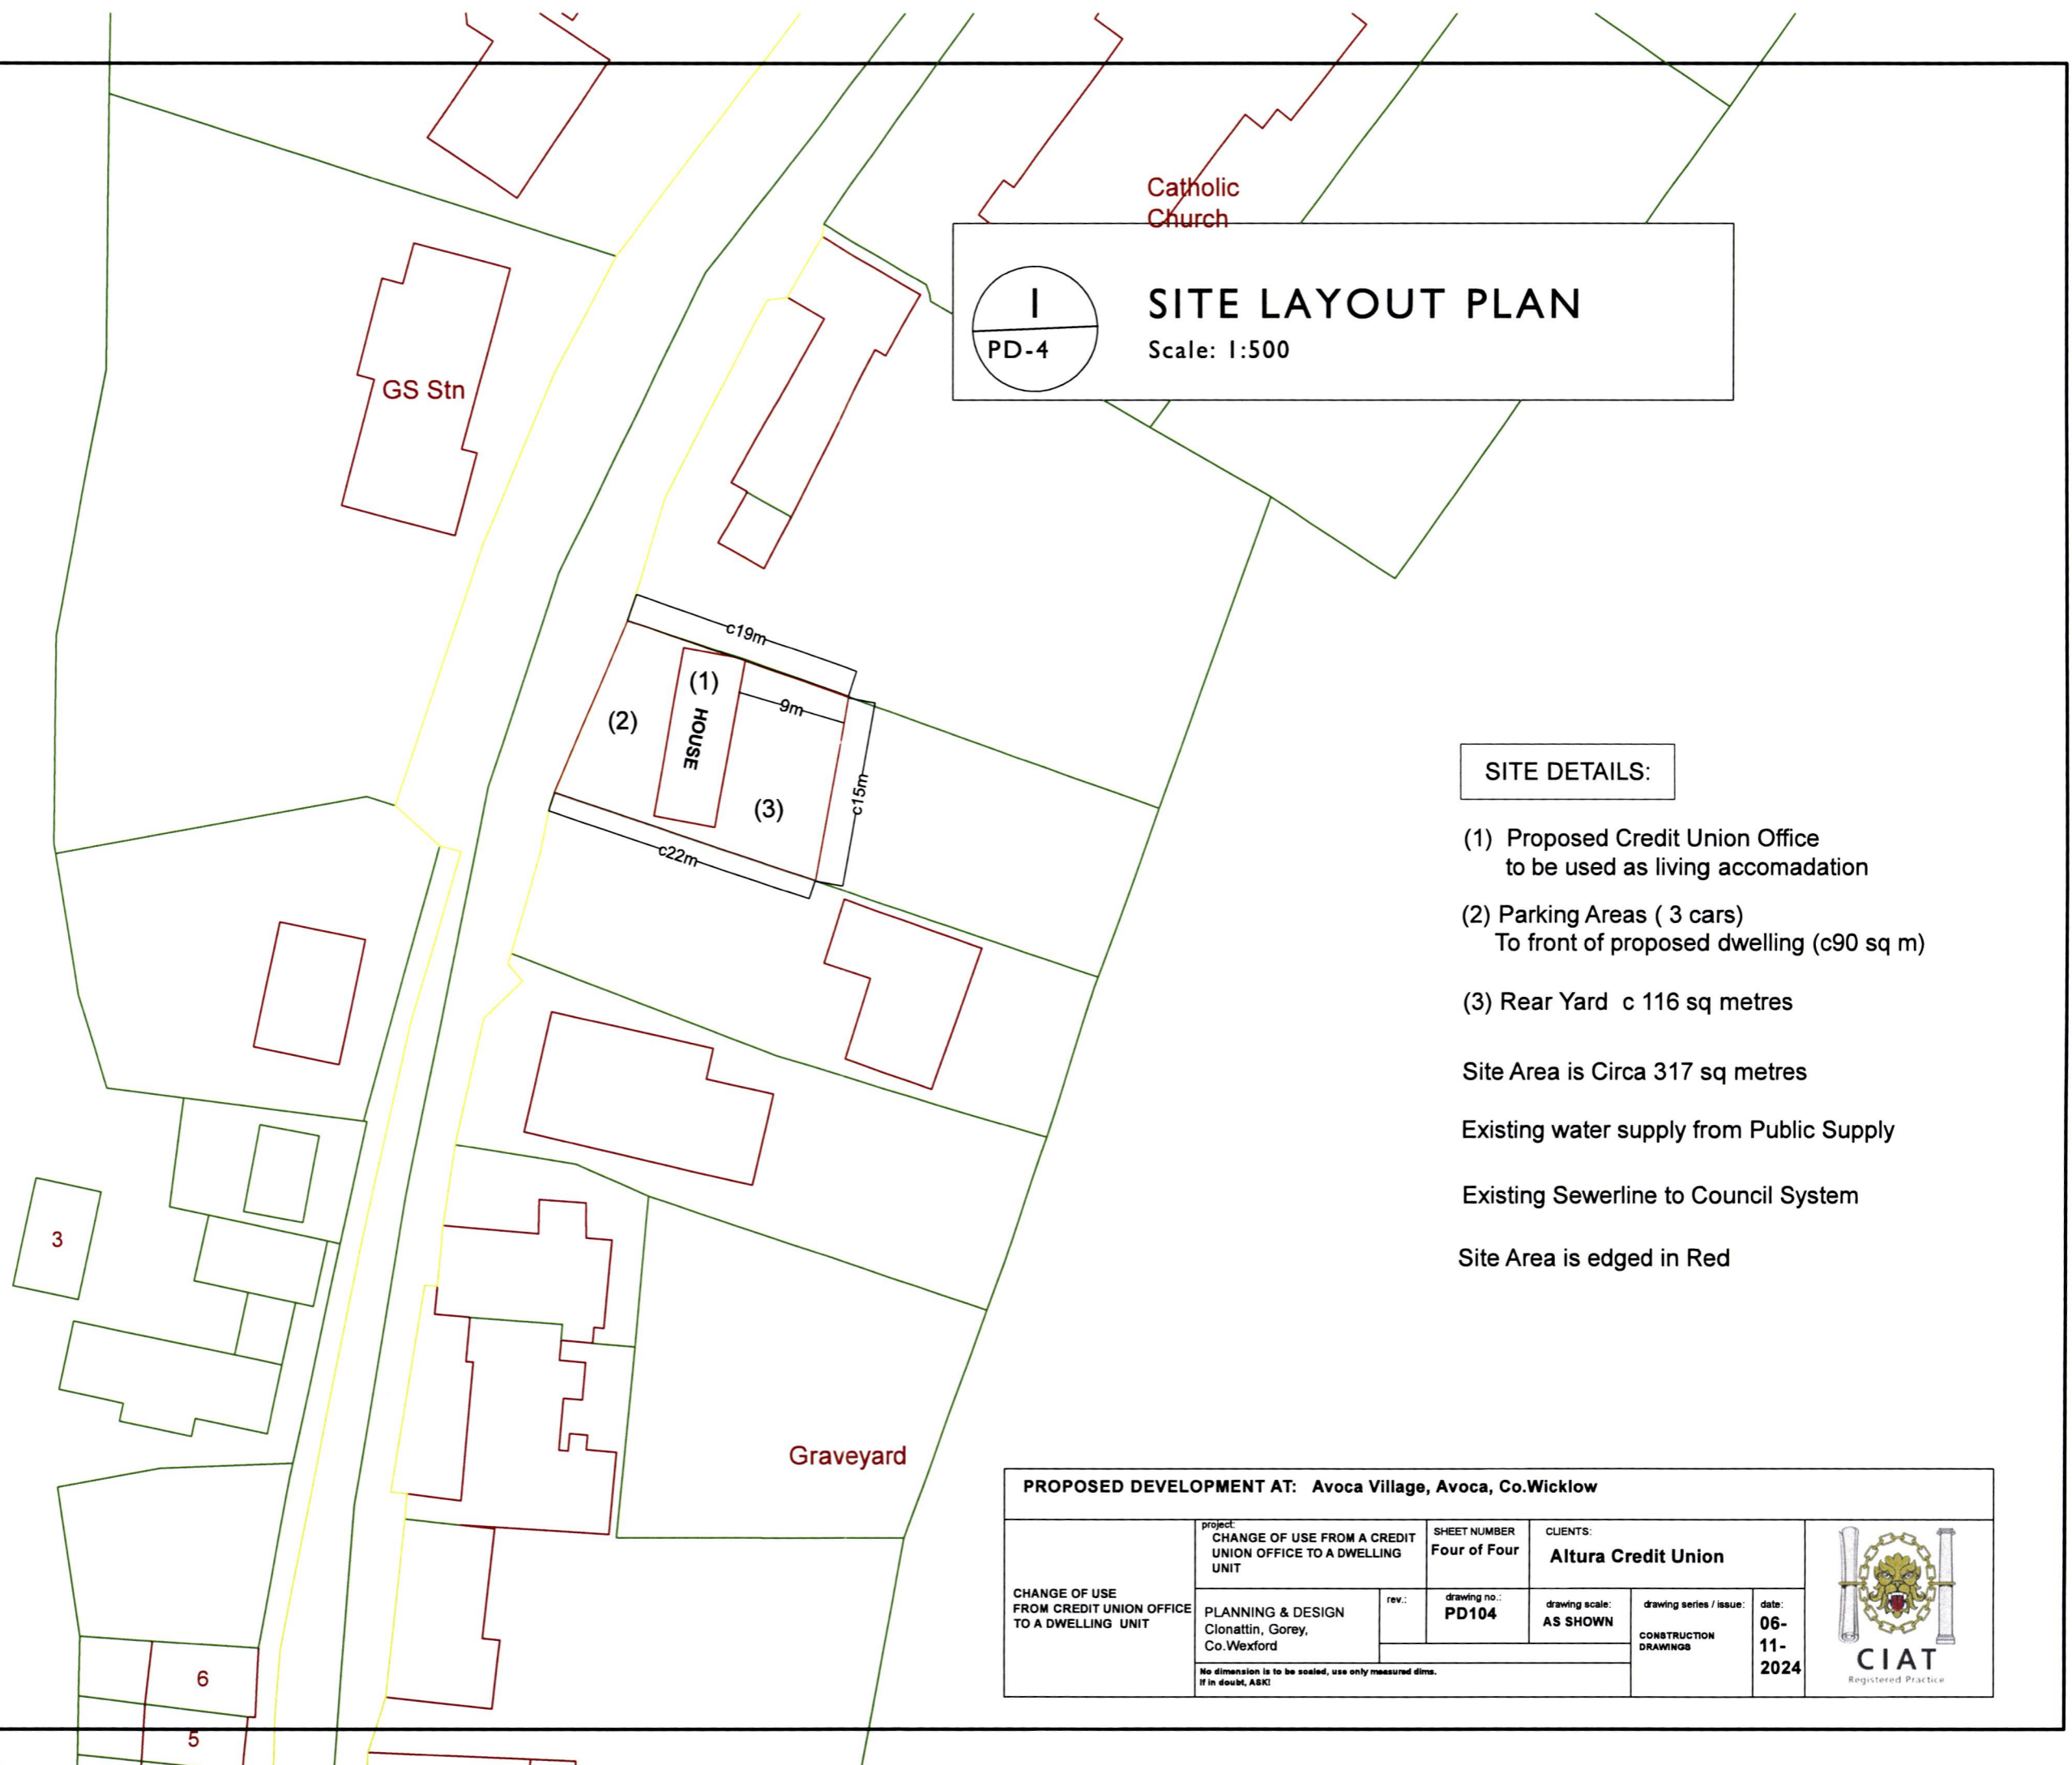 Catholic
Church
I
PD-4
SITE LAYOUT PLAN
Scale: 1:500
GS Stn
c19m
(1)
HOUSE
9m
(2)
(3)
c15m
c22m
SITE DETAILS:
(1) Proposed Credit Union Office
to be used as living accomadation
(2) Parking Areas ( 3 cars)
To front of proposed dwelling (c90 sq m)
(3) Rear Yard c 116 sq metres
Site Area is Circa 317 sq metres
Existing water supply from Public Supply
Existing Sewerline to Council System
Site Area is edged in Red
3
Graveyard
6
5
PROPOSED DEVELOPMENT AT: Avoca Village, Avoca, Co.Wicklow
CHANGE OF USE
FROM CREDIT UNION OFFICE
TO A DWELLING UNIT
project:
CHANGE OF USE FROM A CREDIT
UNION OFFICE TO A DWELLING
UNIT
SHEET NUMBER
Four of Four
CLIENTS:
Altura Credit Union
PLANNING & DESIGN
Clonattin, Gorey,
Co.Wexford
rev.:
drawing no.:
PD104
drawing scale:
AS SHOWN
drawing series / issue:
CONSTRUCTION
DRAWINGS
date:
06-
11-
2024
No dimension is to be scaled, use only measured dims.
If in doubt, ASK!
CIAT
Registered Practice